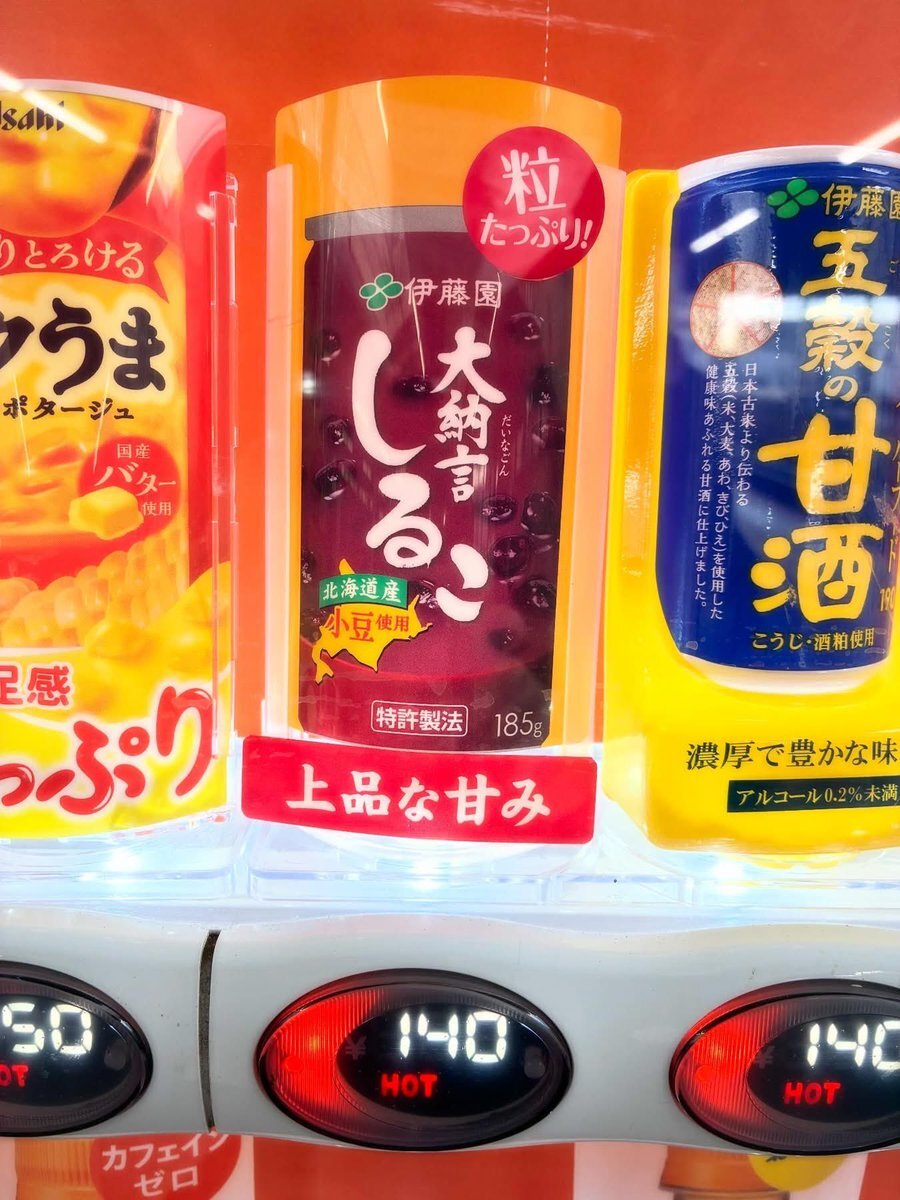 Asahi
りとろける
クうま
ポタージュ
国産
バター
使用
足感
っぷり
粒
たっぷり!
伊藤園
大納言
だいなごん
しるこ
北海道産
小豆使用
特許製法
185g
上品な甘み
伊藤園
五穀の
甘酒
日本古来より伝わる
五穀(米、大麦、あわ、きび、ひえ)を使用した
健康味あふれる甘酒に仕上げました。
こうじ・酒粕使用
190
濃厚で豊かな味
アルコール0.2%未満
50
HOT
¥140
HOT
¥140
HOT
カフェイン
ゼロ